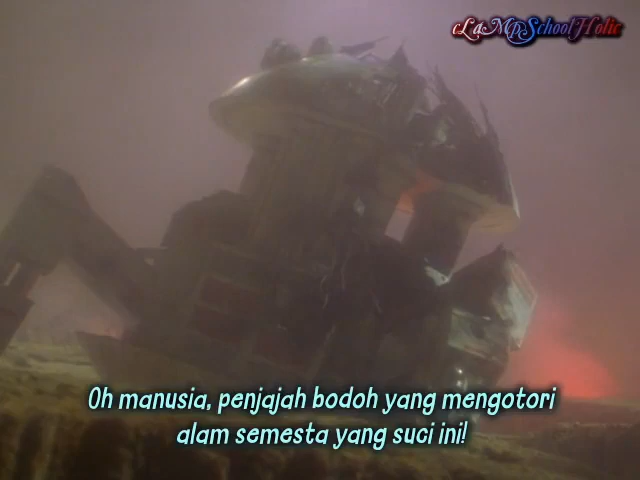 cLaMpSchoolHolic
Oh manusia, penjajah bodoh yang mengotori
alam semesta yang suci ini!